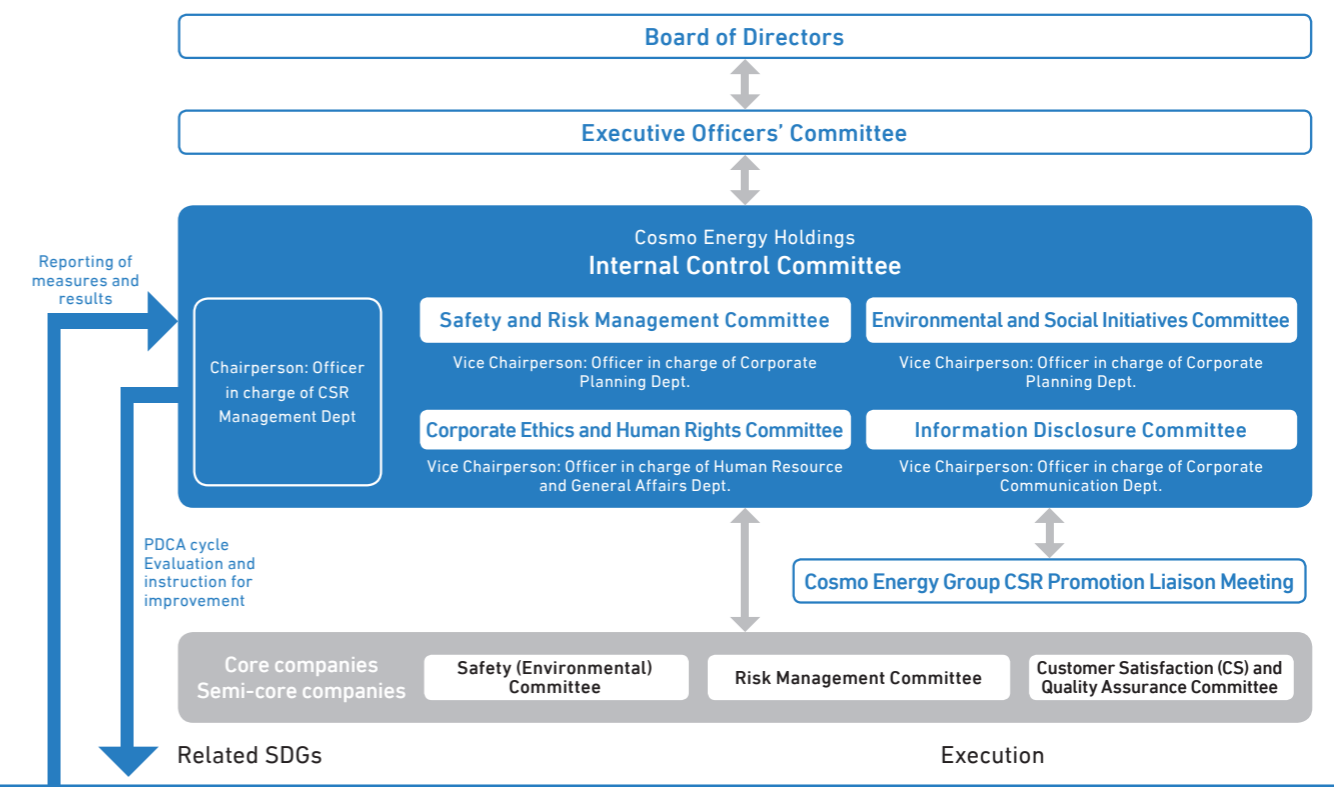 Board of Directors
Executive Officers’ Committee
Cosmo Energy Holdings
Internal Control Committee
Reporting of
measures and
results
Chairperson: Officer
in charge of CSR
Management Dept
Safety and Risk Management Committee
Vice Chairperson: Officer in charge of Corporate
Planning Dept.
Environmental and Social Initiatives Committee
Vice Chairperson: Officer in charge of Corporate
Planning Dept.
Corporate Ethics and Human Rights Committee
Vice Chairperson: Officer in charge of Human Resource
and General Affairs Dept.
Information Disclosure Committee
Vice Chairperson: Officer in charge of Corporate
Communication Dept.
PDCA cycle
Evaluation and
instruction for
improvement
Cosmo Energy Group CSR Promotion Liaison Meeting
Core companies
Semi-core companies
Safety (Environmental)
Committee
Risk Management Committee
Customer Satisfaction (CS) and
Quality Assurance Committee
Related SDGs
Execution